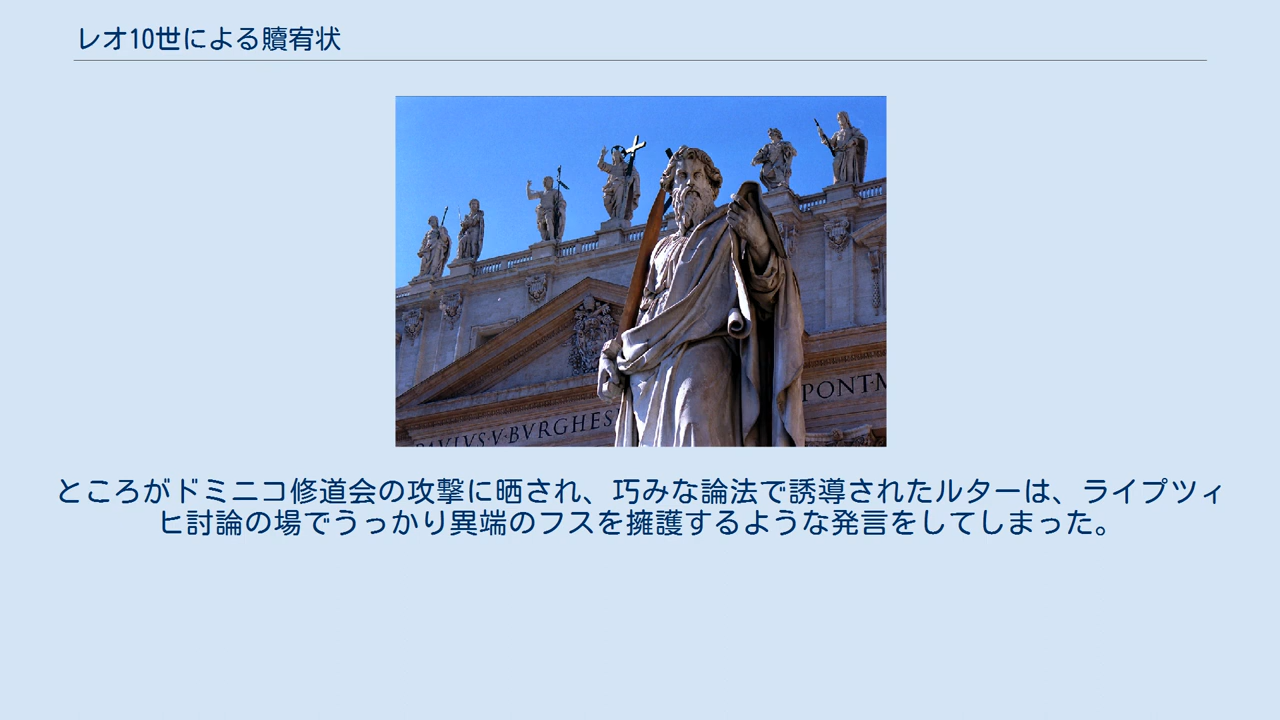 レオ10世による贖宥状
PAVLVS·V·BVRGHES
PONT·M
ところがドミニコ修道会の攻撃に晒され、巧みな論法で誘導されたルターは、ライプツィ
ヒ討論の場でうっかり異端のフスを擁護するような発言をしてしまった。